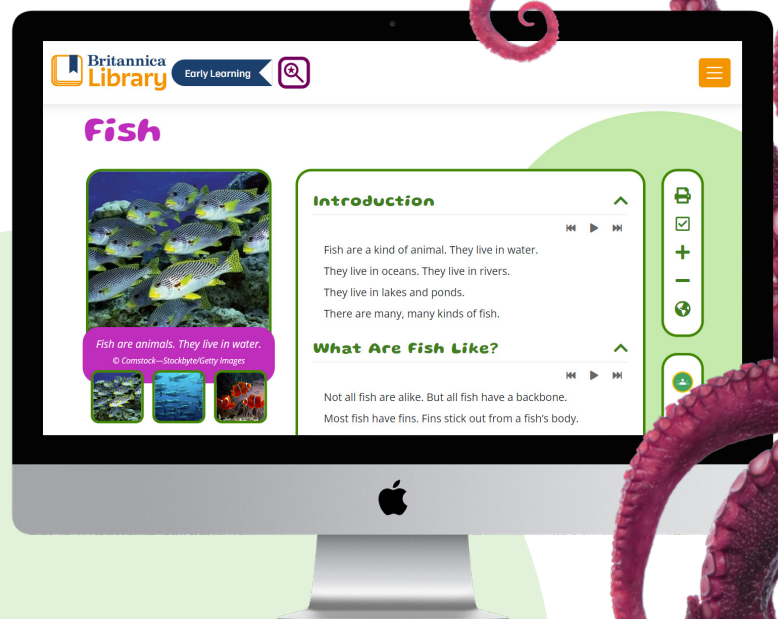 Britannica
Library
Early Learning
Fish
Fish are animals. They live in water.
© Comstock—Stockbyte/Getty Images
Introduction
Fish are a kind of animal. They live in water.
They live in oceans. They live in rivers.
They live in lakes and ponds.
There are many, many kinds of fish.
What Are Fish Like?
Not all fish are alike. But all fish have a backbone.
Most fish have fins. Fins stick out from a fish's body.